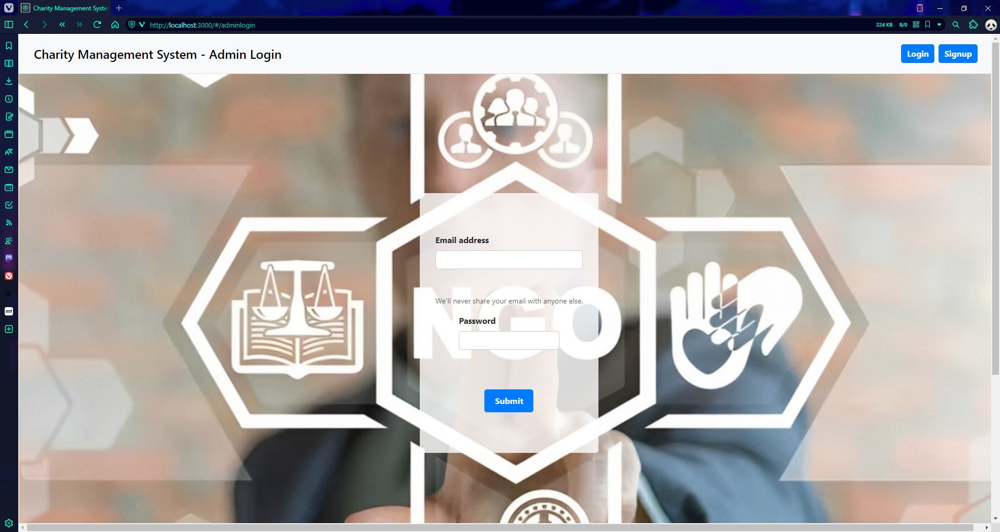 Charity Management Syste
http://localhost:3000/#/adminlogin
224 KB 8/0
Charity Management System - Admin Login
Login Signup
Email address
NGO
We'll never share your email with anyone else.
Password
Submit